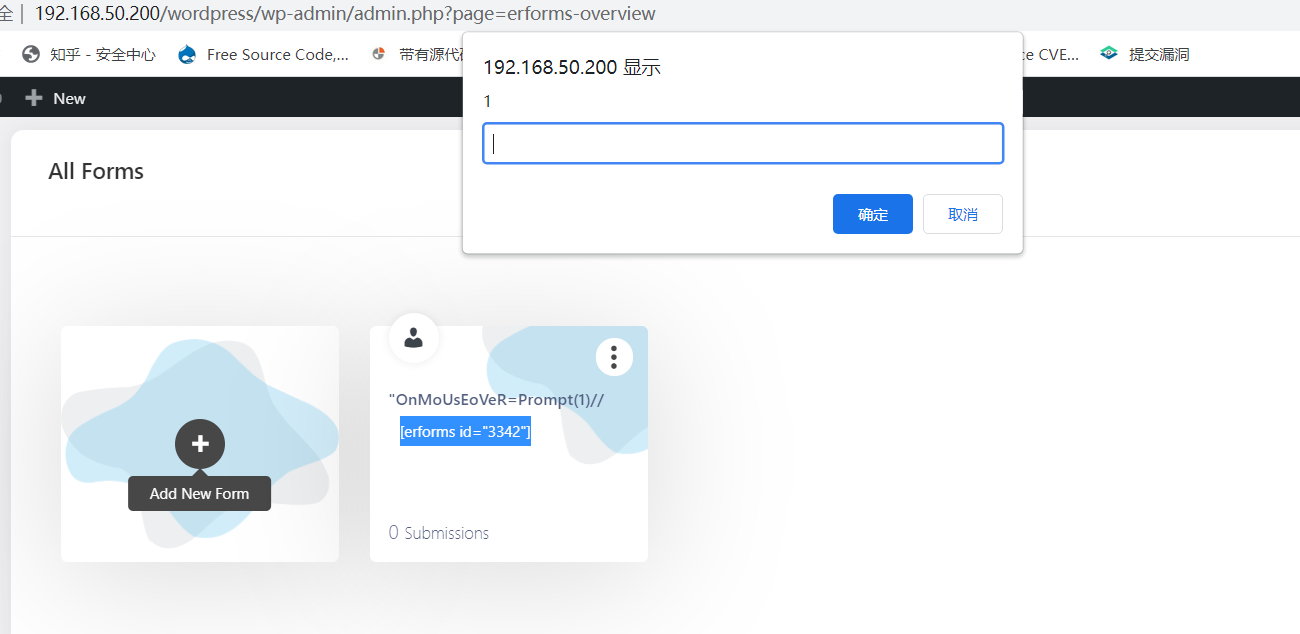 全 | 192.168.50.200/wordpress/wp-admin/admin.php?page=erforms-overview
知乎 - 安全中心 Free Source Code,... 带有源代 CVE... 提交漏洞
New
192.168.50.200 显示
1
确定 取消
All Forms
"OnMoUsEoVeR=Prompt(1)//
[erforms id="3342"]
Add New Form
0 Submissions